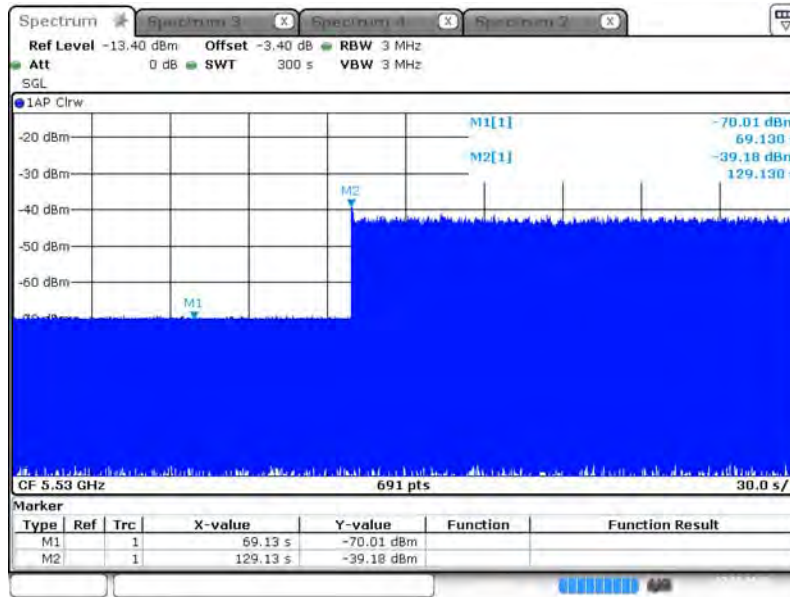 Spectrum Spectrum 3 X Spectrum 4 X Spectrum 2 X
Ref Level -13.40 dBm Offset -3.40 dB RBW 3 MHz
Att 0 dB SWT 300 s VBW 3 MHz
SGL
1AP Clrw
M1[1] -70.01 dBm
69.130
-20 dBm
M2[1] -39.18 dBm
129.130
-30 dBm
M2
-40 dBm
-50 dBm
-60 dBm
M1
-70 dBm
CF 5.53 GHz 691 pts 30.0 s/
Marker
Type Ref Trc X-value Y-value Function Function Result
M1 1 69.13 s -70.01 dBm
M2 1 129.13 s -39.18 dBm